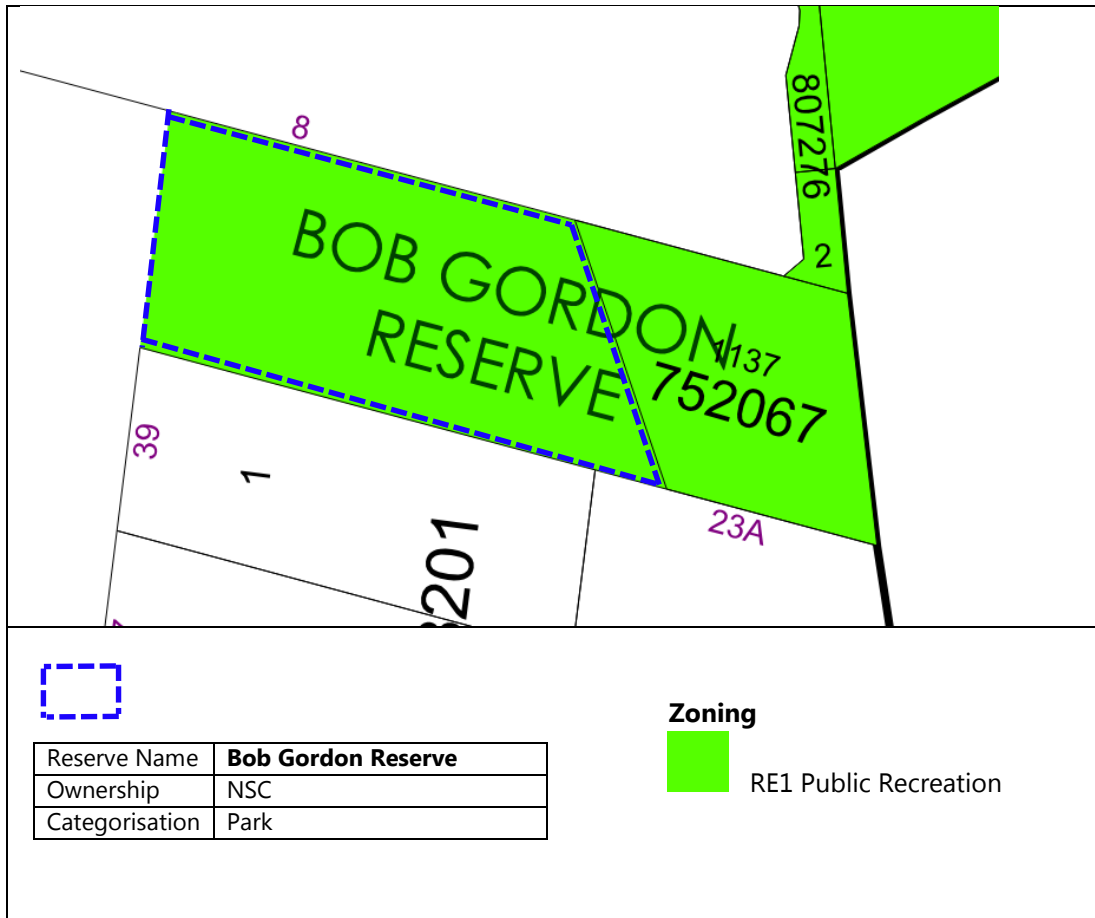 8
807276
2
BOB GORDON
RESERVE
1137
752067
39
1
23A
Zoning
RE1 Public Recreation
Reserve Name Bob Gordon Reserve
Ownership NSC
Categorisation Park